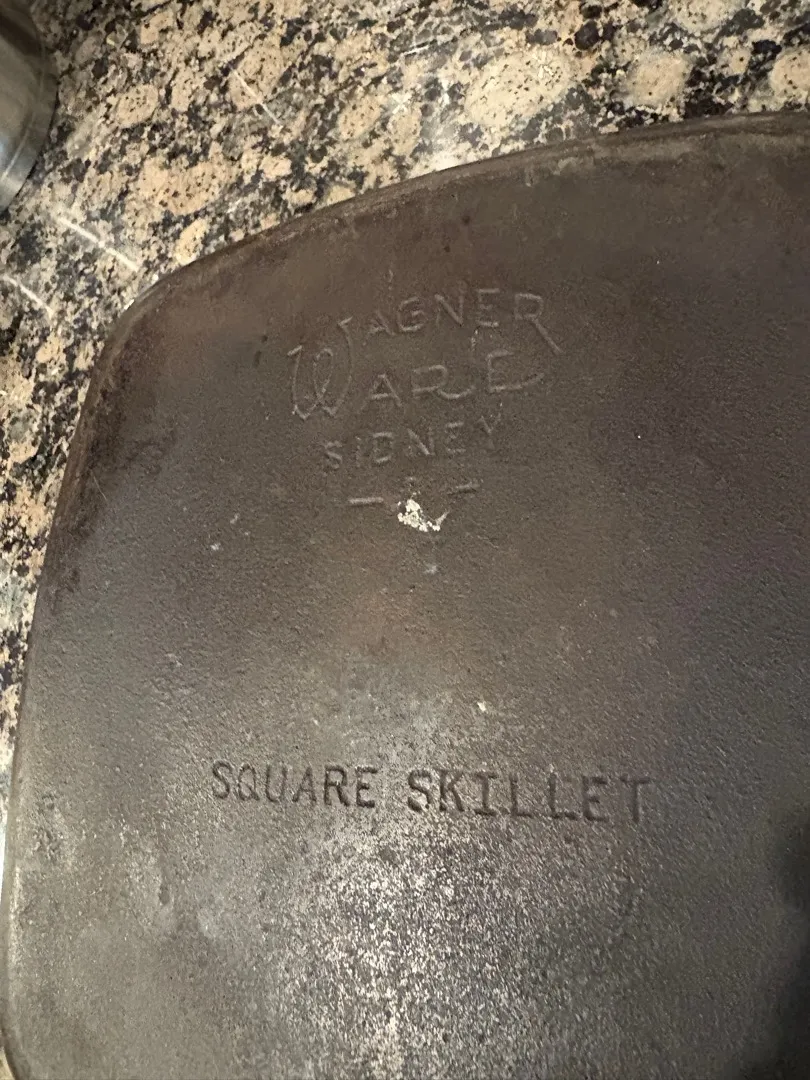 WAGNER
WARE
SIDNEY
-O-
SQUARE SKILLET